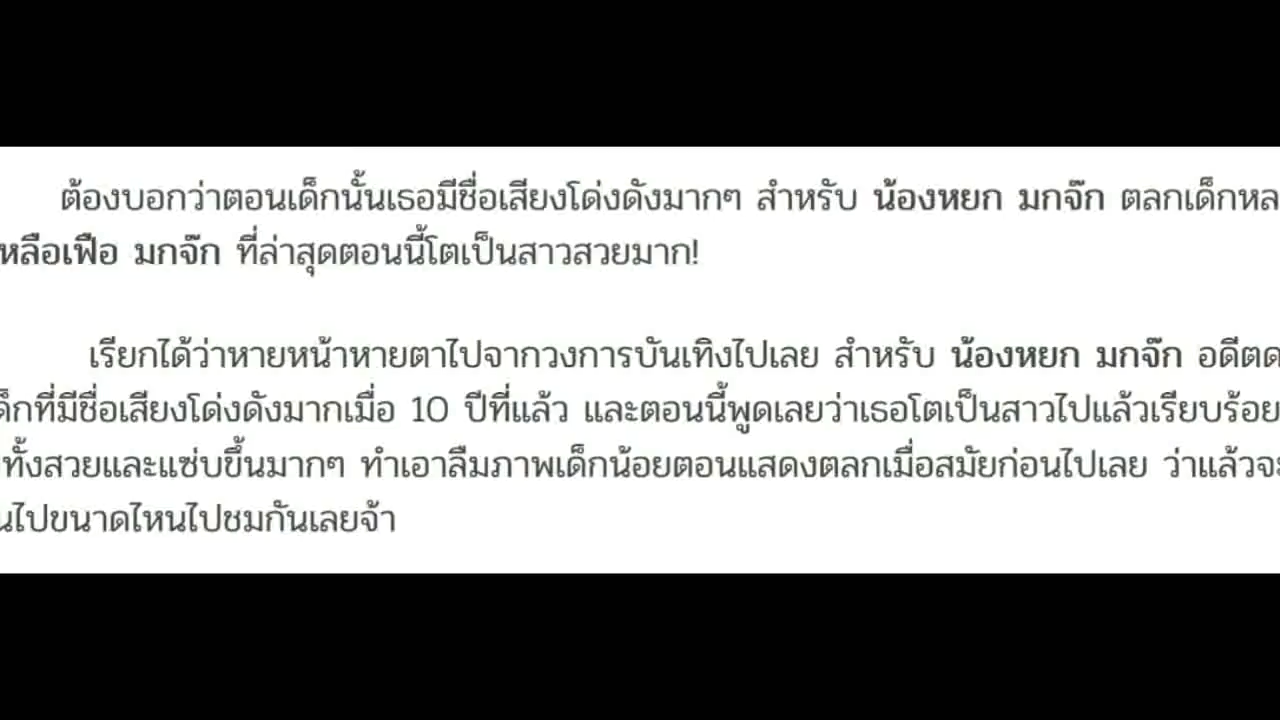 ต้องบอกว่าตอนเด็กนั้นเธอมีชื่อเสียงโด่งดังมากๆ สำหรับ น้องหยก มกจ๊ก ตลกเด็กหล
หลือเฟือ มกจ๊ก ที่ล่าสุดตอนนี้โตเป็นสาวสวยมาก!
เรียกได้ว่าหายหน้าหายตาไปจากวงการบันเทิงไปเลย สำหรับ น้องหยก มกจ๊ก อดีตต
ด็กที่มีชื่อเสียงโด่งดังมากเมื่อ 10 ปีที่แล้ว และตอนนี้พูดเลยว่าเธอโตเป็นสาวไปแล้วเรียบร้อย
ทั้งสวยและแซ่บขึ้นมากๆ ทำเอาลืมภาพเด็กน้อยตอนแสดงตลกเมื่อสมัยก่อนไปเลย ว่าแล้วจะ
นไปขนาดไหนไปชมกันเลยจ้า